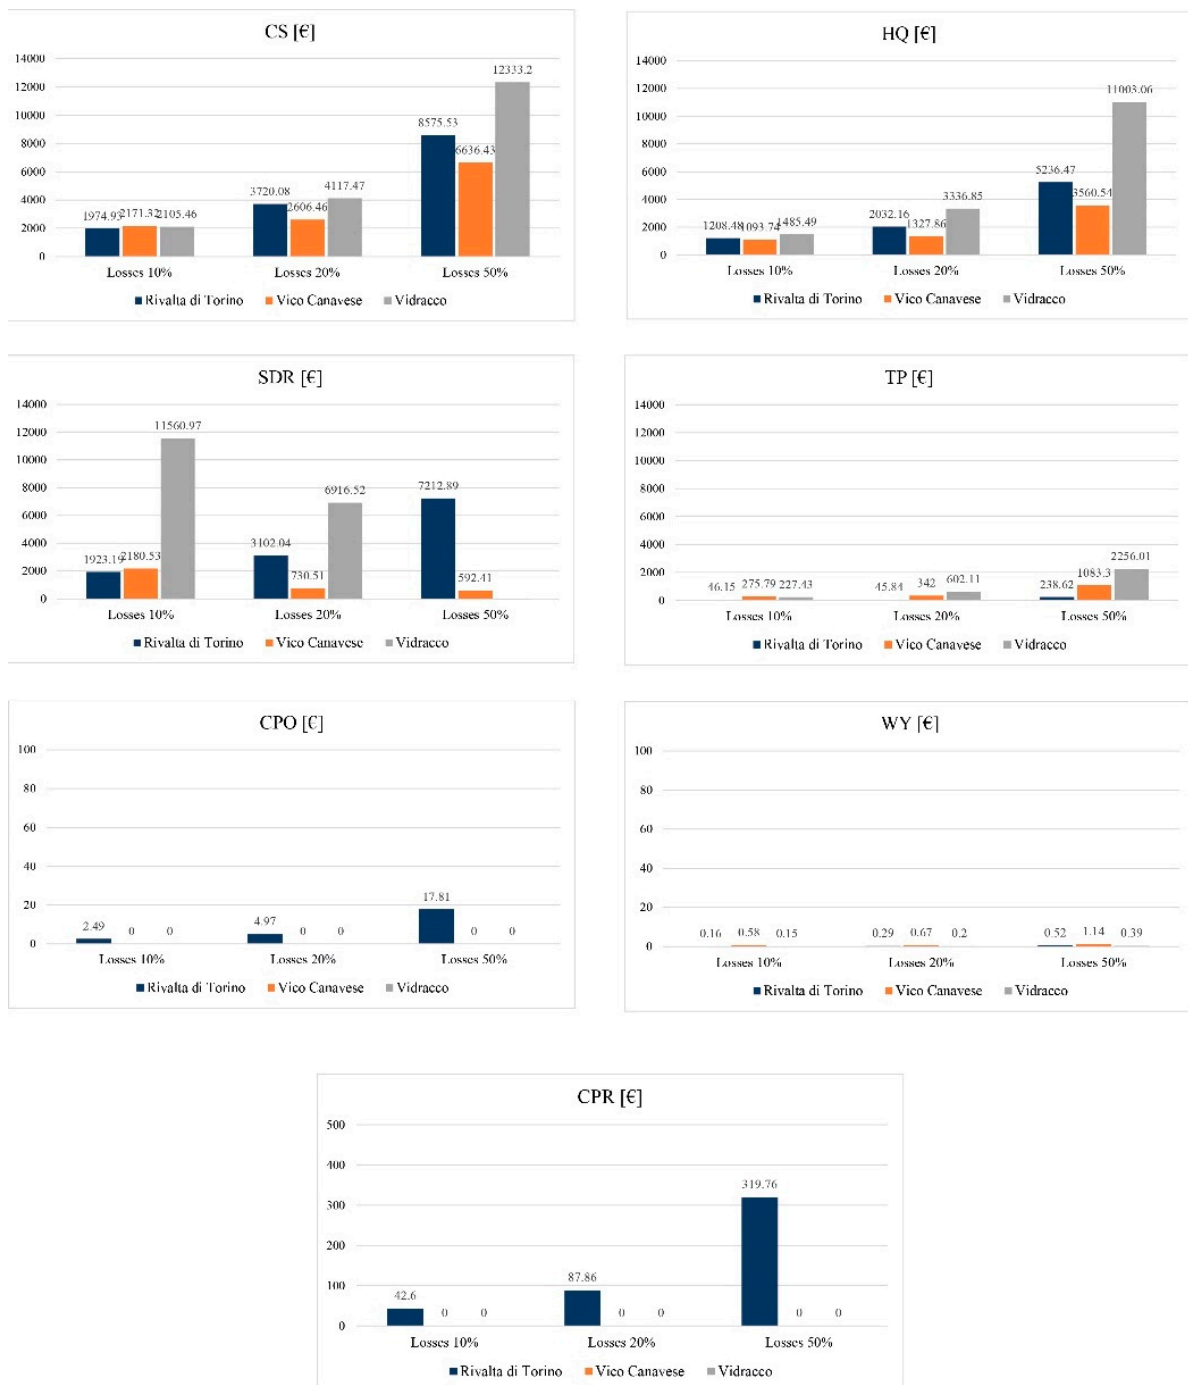 CS [€]
14000
12000
10000
8000
6000
4000
2000
0
1974.93 2171.32 2105.46
3720.08 2606.46 4117.47
8575.53 6636.43 12333.2
Losses 10% Losses 20% Losses 50%
Rivalta di Torino Vico Canavese Vidracco
HQ [€]
14000
12000
10000
8000
6000
4000
2000
0
1208.48 1093.74 1485.49
2032.16 1327.86 3336.85
5236.47 3560.54 11003.06
Losses 10% Losses 20% Losses 50%
Rivalta di Torino Vico Canavese Vidracco
SDR [€]
14000
12000
10000
8000
6000
4000
2000
0
1923.19 2180.53 11560.97
3102.04 730.51 6916.52
7212.89 592.41
Losses 10% Losses 20% Losses 50%
Rivalta di Torino Vico Canavese Vidracco
TP [€]
14000
12000
10000
8000
6000
4000
2000
0
46.15 275.79 227.43
45.84 342 602.11
238.62 1083.3 2256.01
Losses 10% Losses 20% Losses 50%
Rivalta di Torino Vico Canavese Vidracco
CPO [€]
100
80
60
40
20
0
2.49 0 0
4.97 0 0
17.81 0 0
Losses 10% Losses 20% Losses 50%
Rivalta di Torino Vico Canavese Vidracco
WY [€]
100
80
60
40
20
0
0.16 0.58 0.15
0.29 0.67 0.2
0.52 1.14 0.39
Losses 10% Losses 20% Losses 50%
Rivalta di Torino Vico Canavese Vidracco
CPR [€]
500
400
300
200
100
0
42.6 0 0
87.86 0 0
319.76 0 0
Losses 10% Losses 20% Losses 50%
Rivalta di Torino Vico Canavese Vidracco